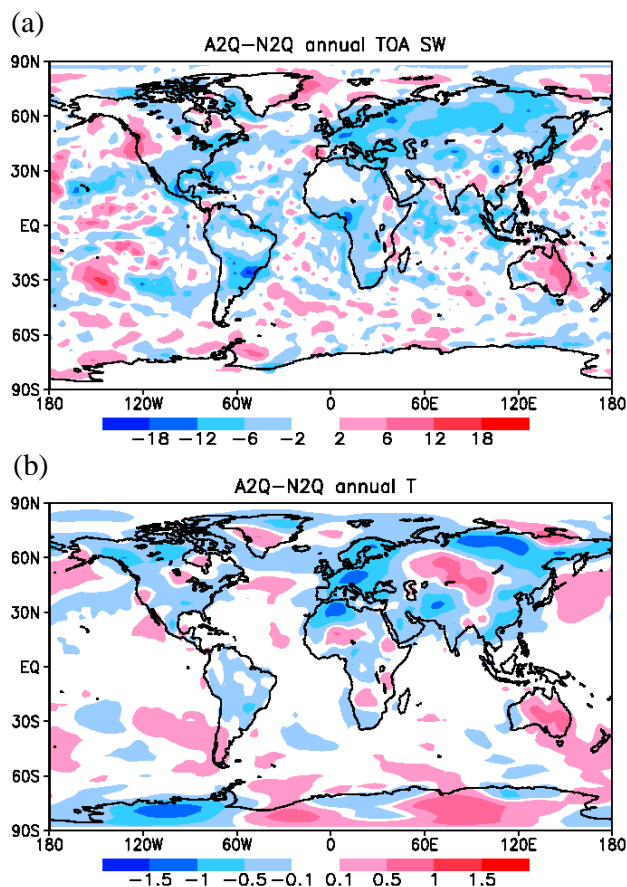 (a)
A2Q-N2Q annual TOA SW
90N
60N
30N
EQ
30S
60S
90S
180 120W 60W 0 60E 120E 180
-18 -12 -6 -2 2 6 12 18
(b)
A2Q-N2Q annual T
90N
60N
30N
EQ
30S
60S
90S
180 120W 60W 0 60E 120E 180
-1.5 -1 -0.5 -0.1 0.1 0.5 1 1.5